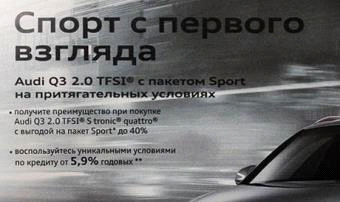 Спорт с первого
взгляда
Audi Q3 2.0 TFSI® с пакетом Sport
на притягательных условиях
• получите преимущество при покупке
Audi Q3 2.0 TFSI® S tronic® quattro®
с выгодой на пакет Sport* до 40%
• воспользуйтесь уникальными условиями
по кредиту от 5,9% годовых**